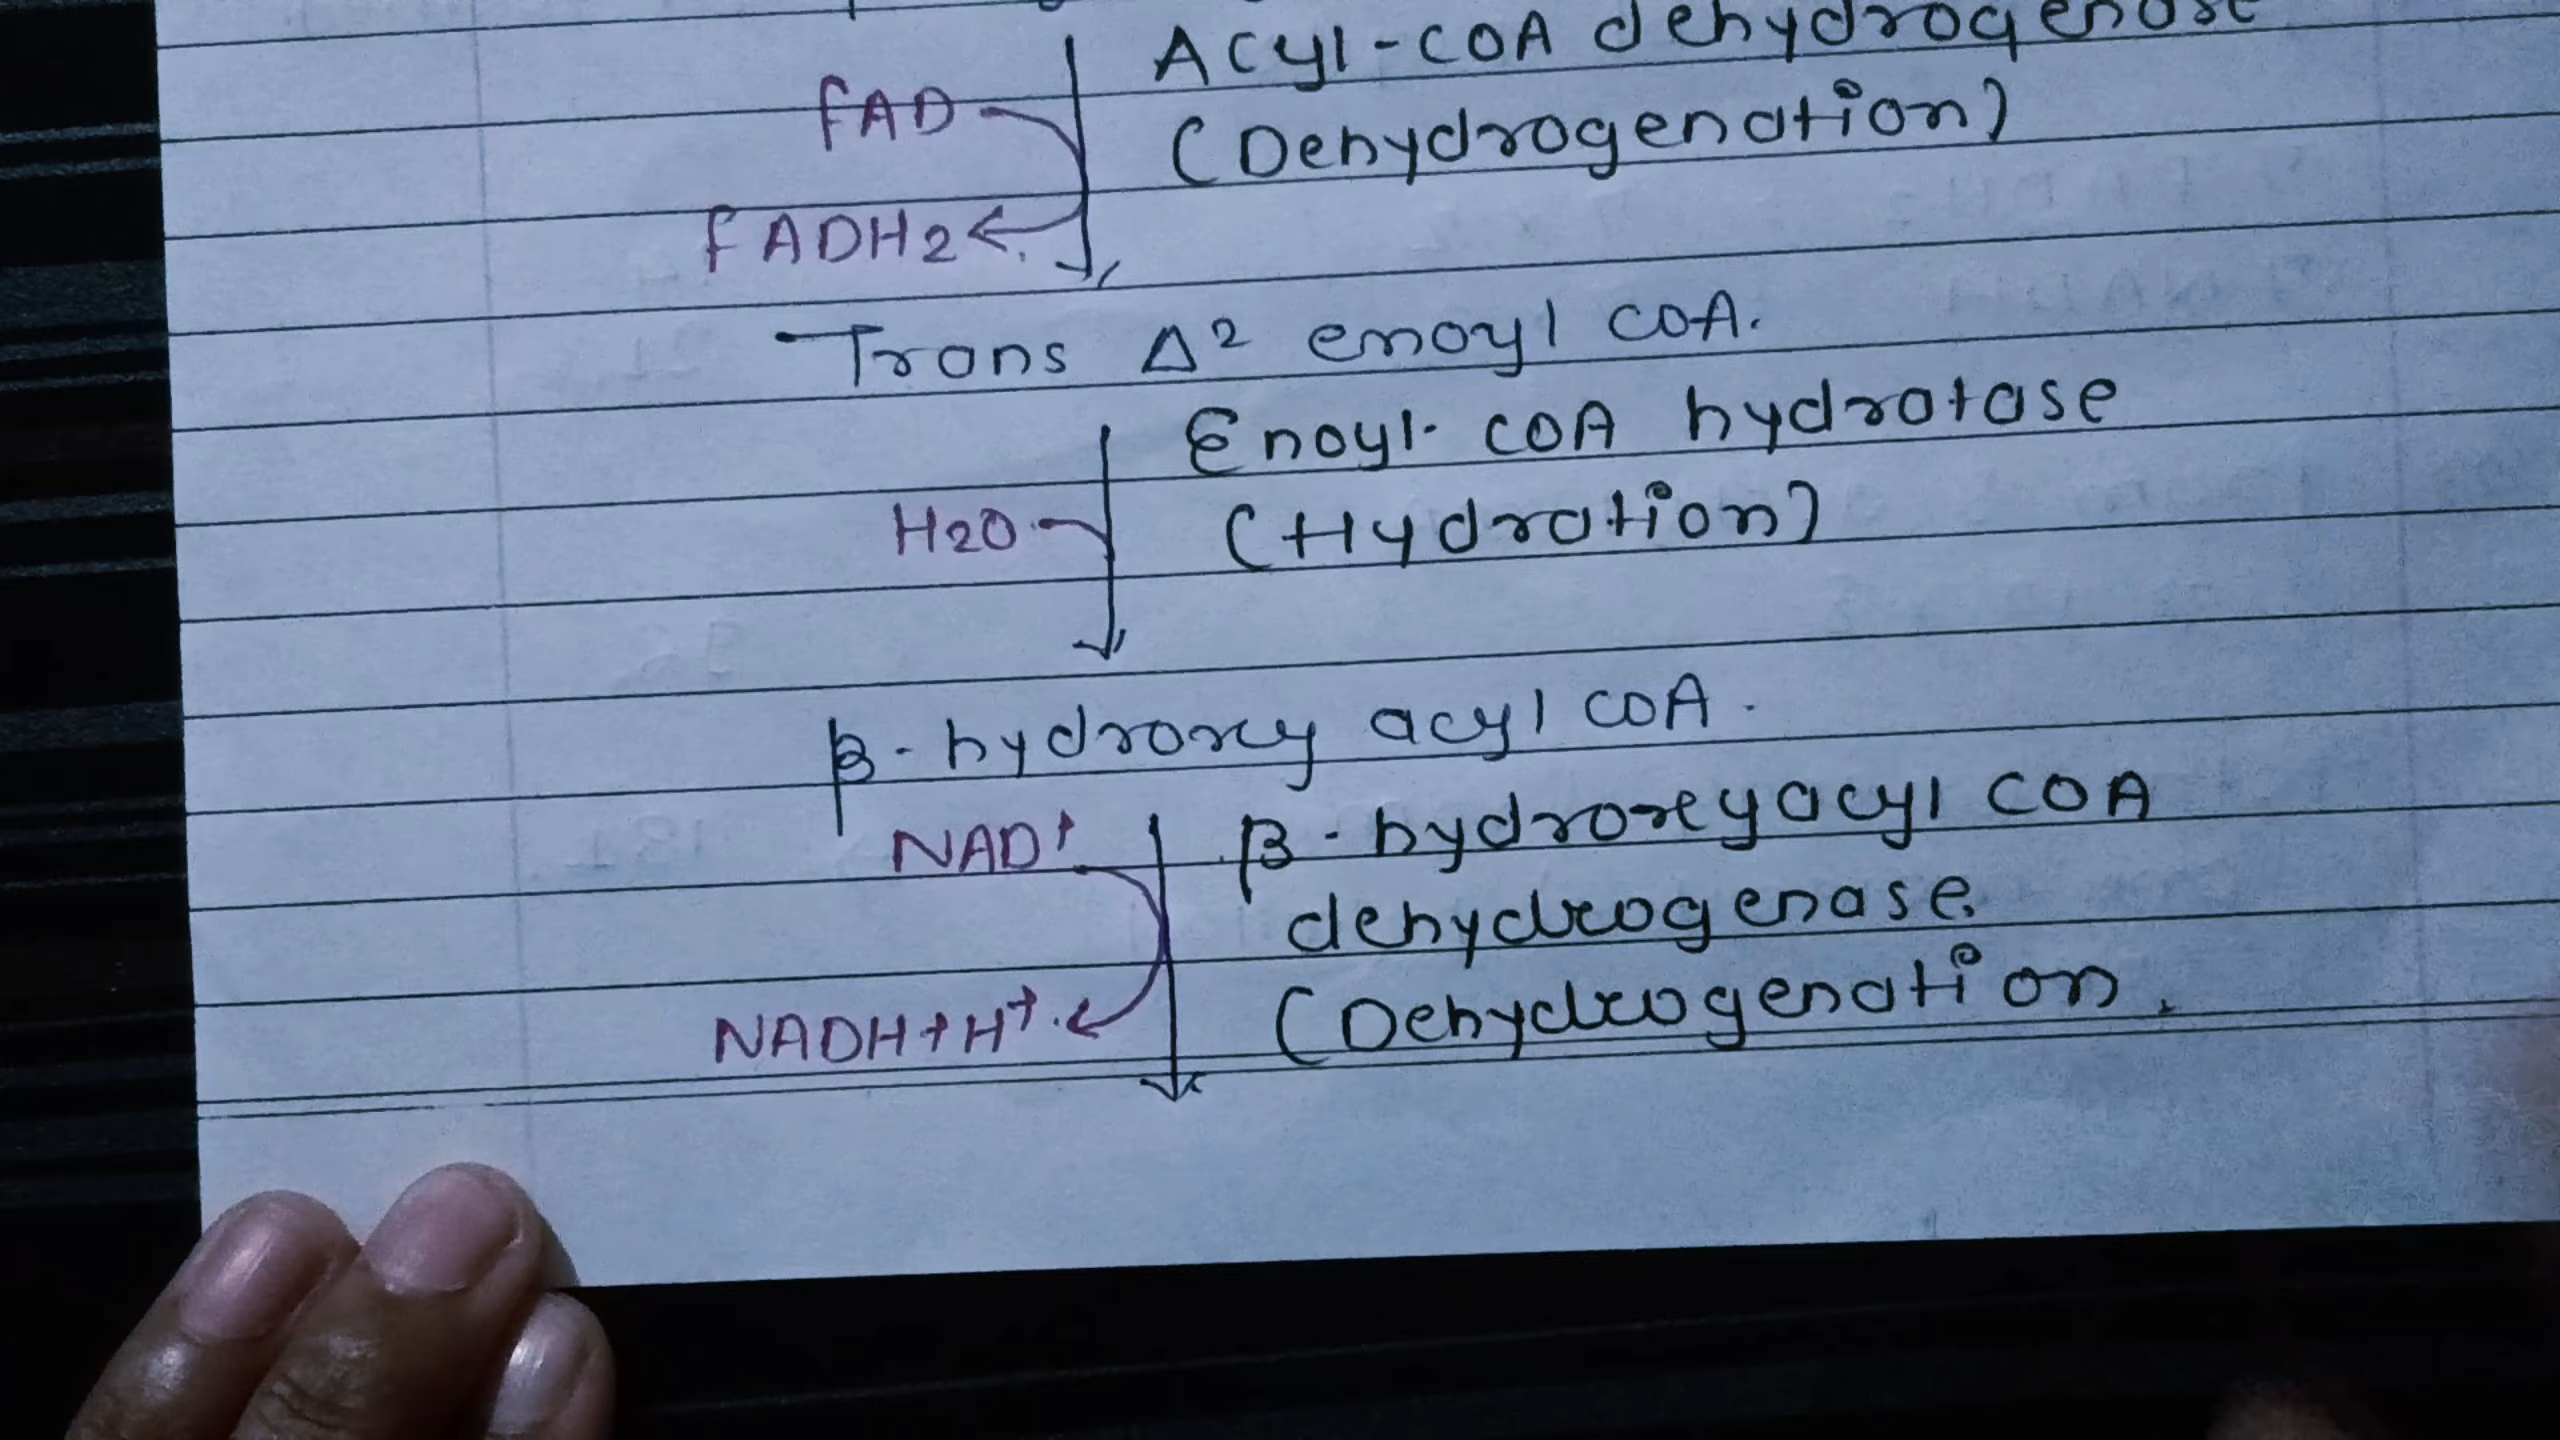 Acyl-COA dehydrogenase
FAD
(Dehydrogenation)
FADH2
Trans Δ² enoyl COA.
Enoyl- COA hydratase
H2O
(Hydration)
β-hydroxy acyl COA.
NAD+
β-hydroxyacyl COA
dehydrogenase.
NADH+H+
(Dehydrogenation.